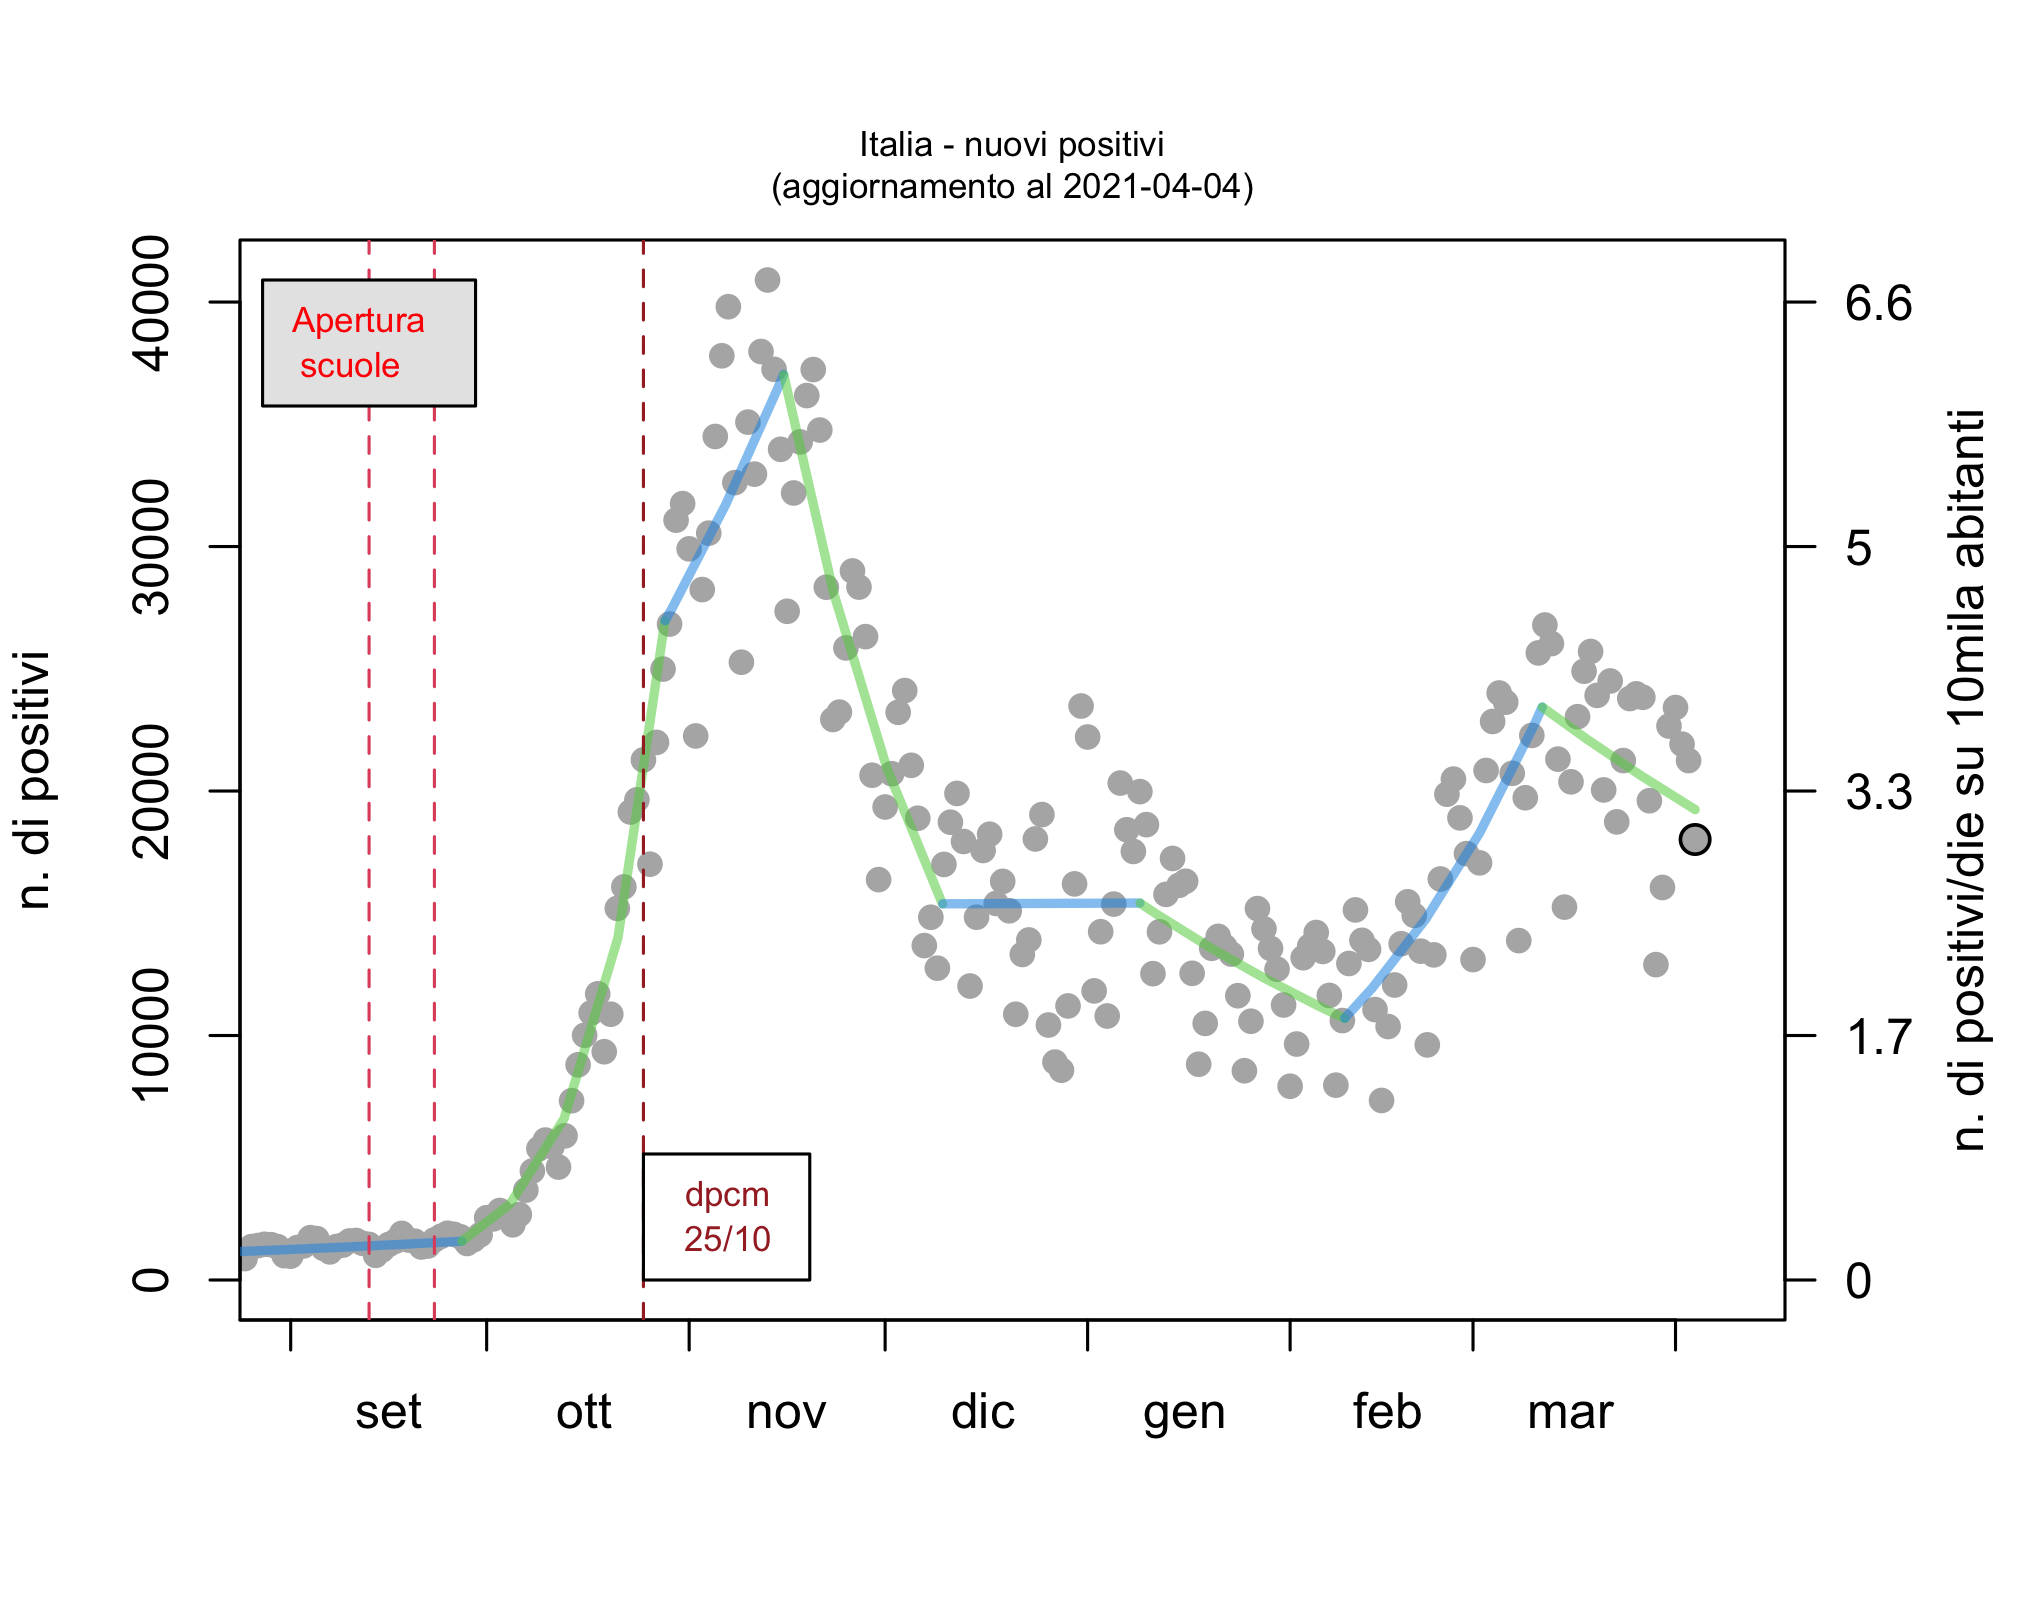 Italia - nuovi positivi
(aggiornamento al 2021-04-04)
n. di positivi
40000
30000
20000
10000
0
Apertura
scuole
dpcm
25/10
6.6
5
3.3
1.7
0
n. di positivi/die su 10mila abitanti
set ott nov dic gen feb mar